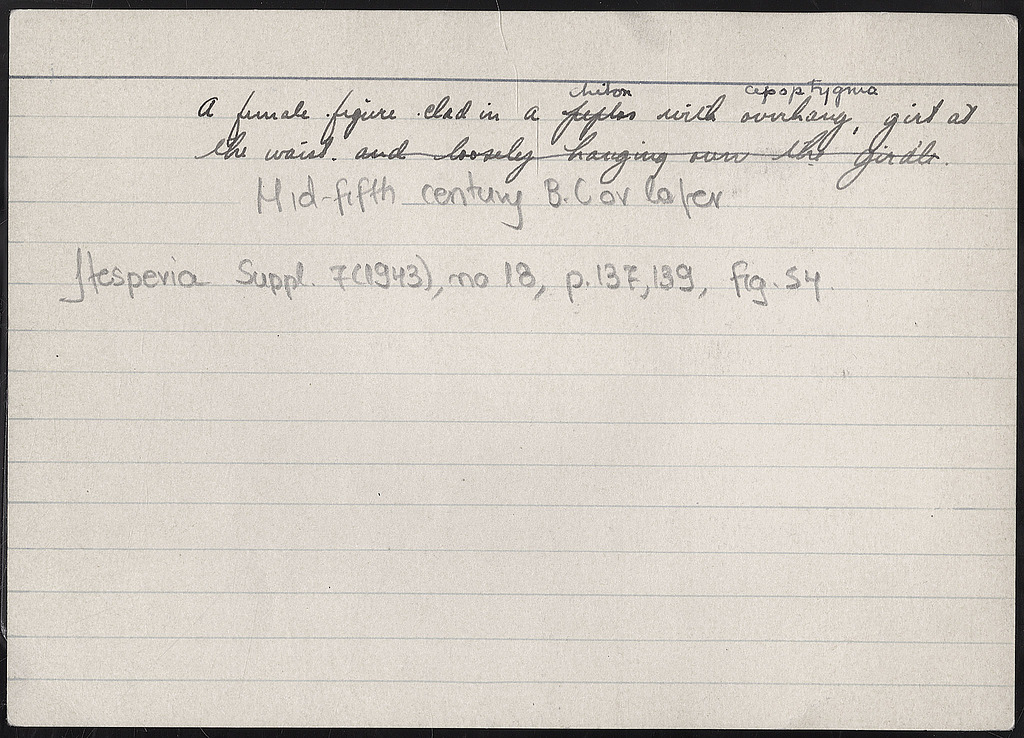 chiton apoptygma
A female figure clad in a peplos with overhang, girt at
the waist. and loosely hanging over the girdle.
Mid-fifth century B.C or later
Hesperia Suppl. 7(1943), no 18, p.137,139, fig. 54.